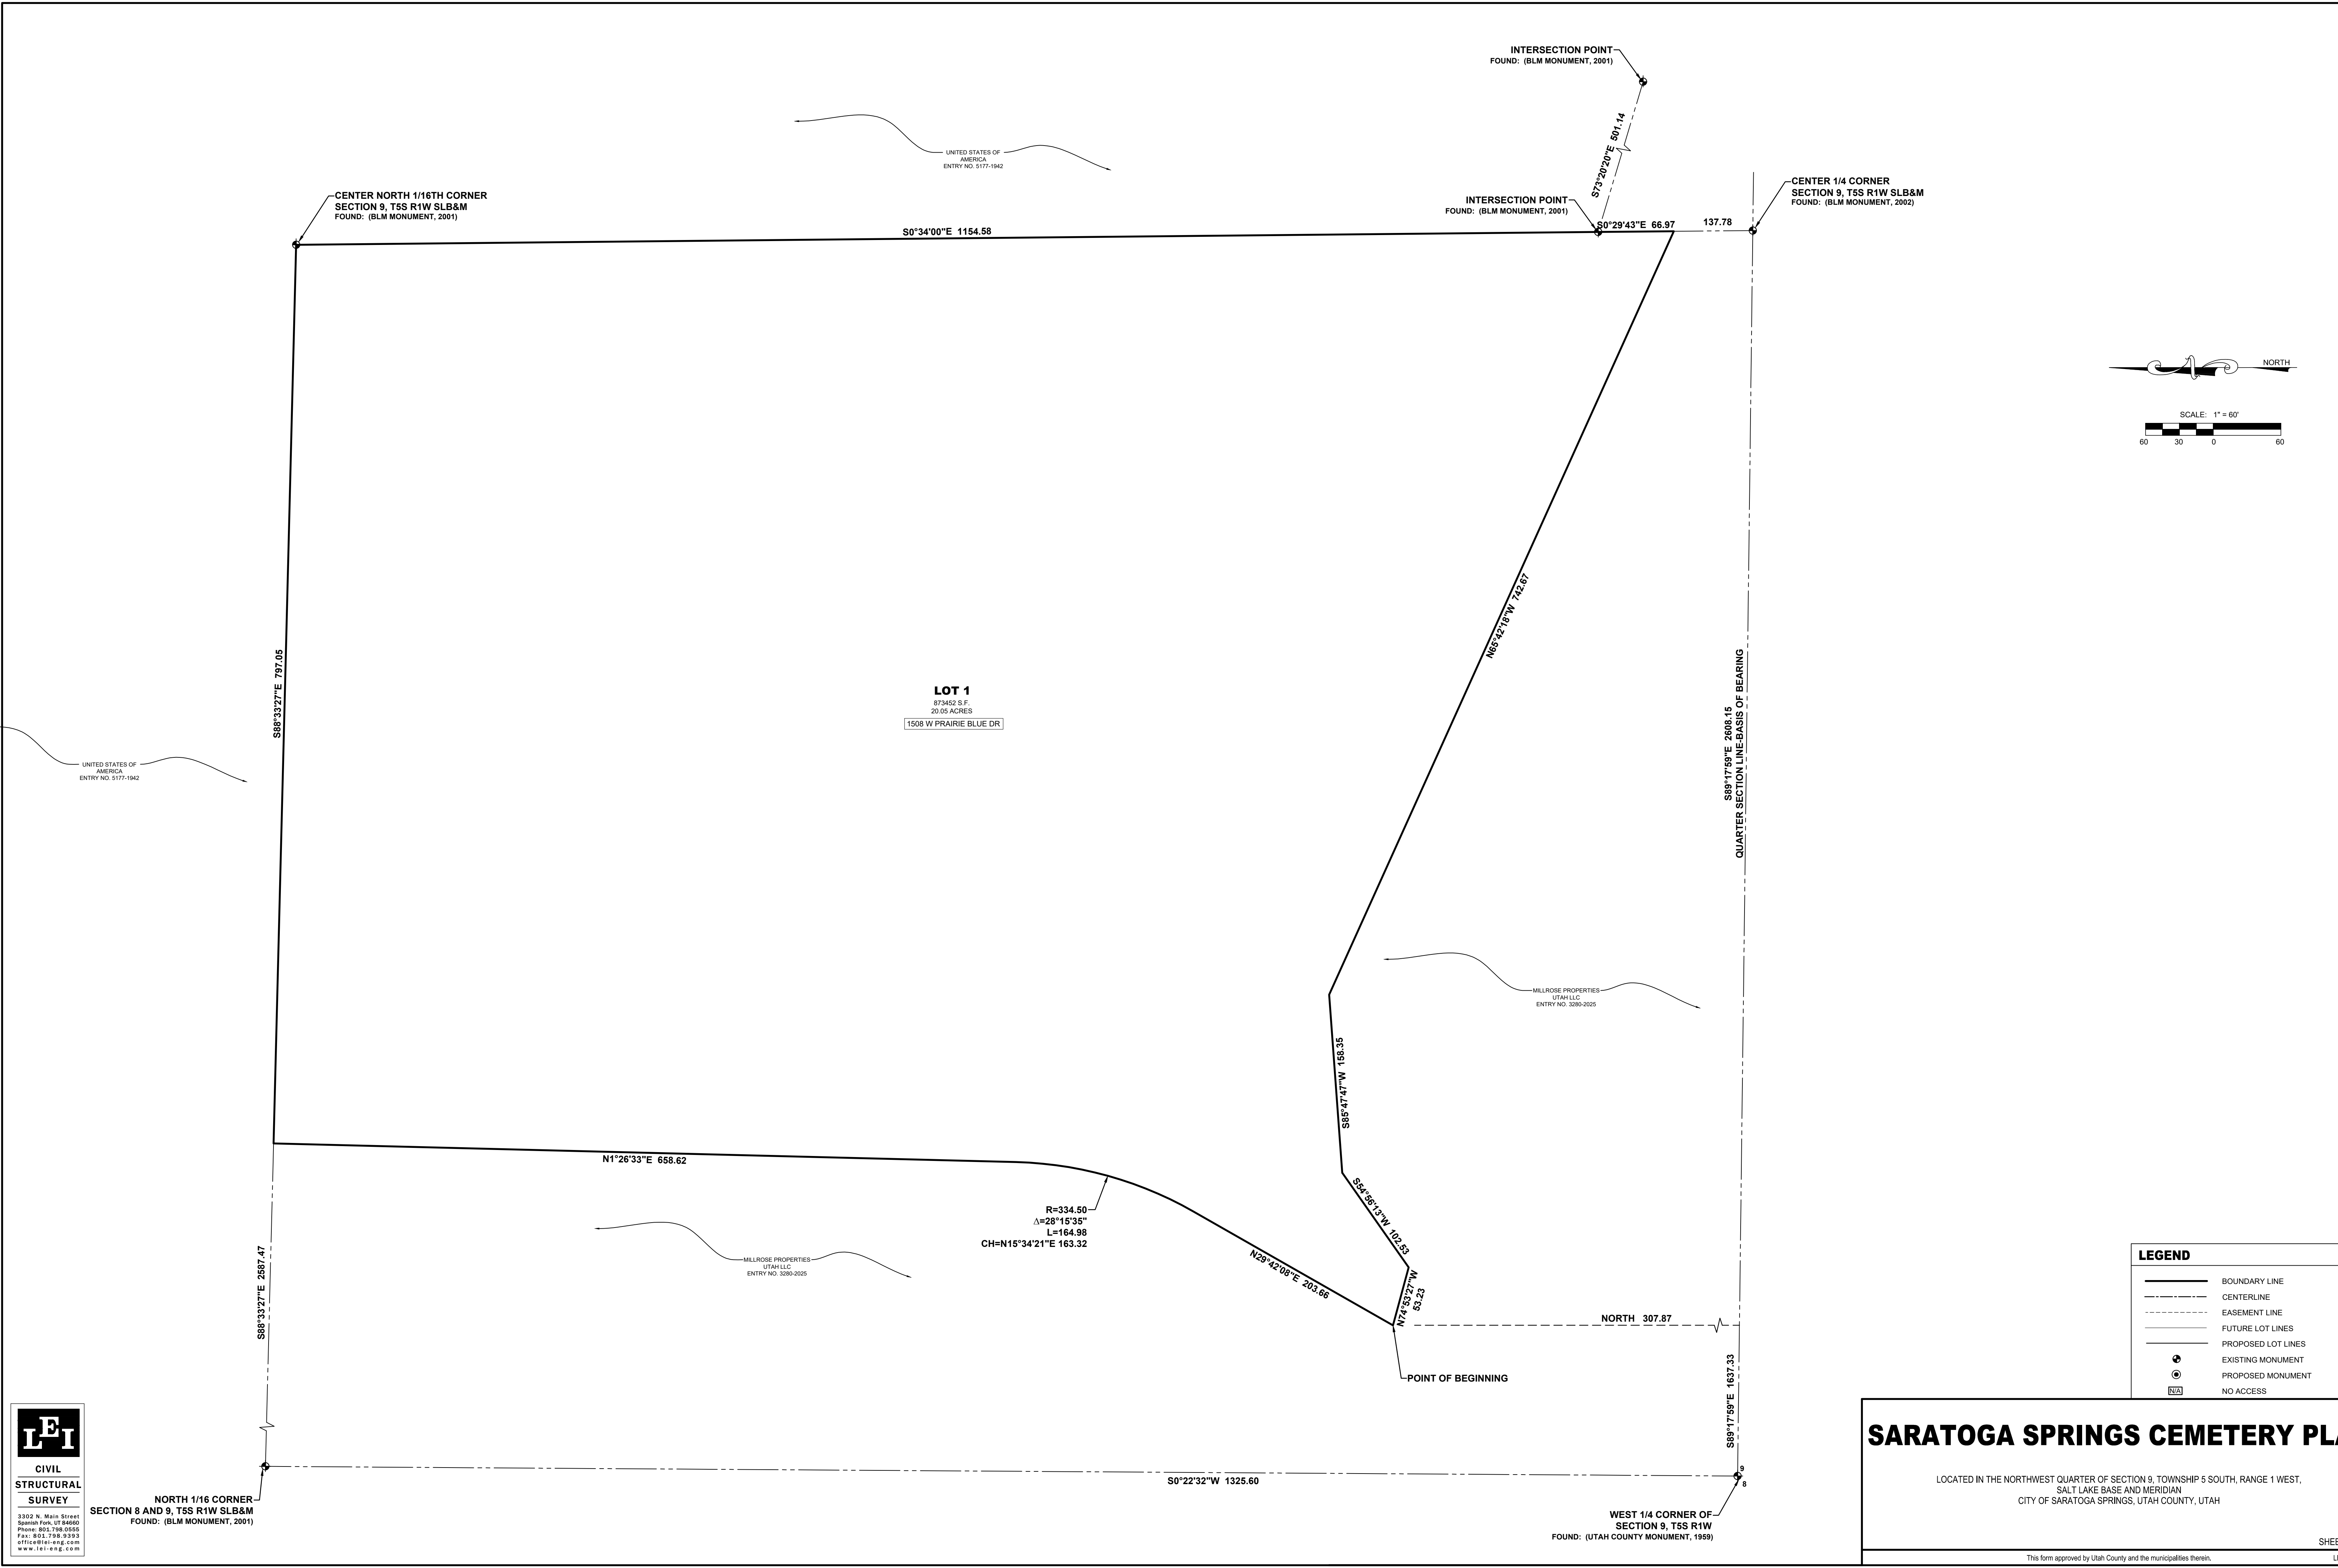 INTERSECTION POINT
FOUND: (BLM MONUMENT, 2001)
S73°20'20"E 501.14
UNITED STATES OF
AMERICA
ENTRY NO. 5177-1942
CENTER NORTH 1/16TH CORNER
SECTION 9, T5S R1W SLB&M
FOUND: (BLM MONUMENT, 2001)
INTERSECTION POINT
FOUND: (BLM MONUMENT, 2001)
CENTER 1/4 CORNER
SECTION 9, T5S R1W SLB&M
FOUND: (BLM MONUMENT, 2002)
S0°34'00"E 1154.58
S0°29'43"E 66.97
137.78
NORTH
SCALE: 1" = 60'
60 30 0 60
N65°42'18"W 742.67
S88°33'27"E 797.05
LOT 1
873452 S.F.
20.05 ACRES
1508 W PRAIRIE BLUE DR
S89°17'59"E 2608.15
QUARTER SECTION LINE-BASIS OF BEARING
UNITED STATES OF
AMERICA
ENTRY NO. 5177-1942
MILLROSE PROPERTIES
UTAH LLC
ENTRY NO. 3280-2025
S85°47'47"W 158.35
N1°26'33"E 658.62
S54°56'13"W 102.53
R=334.50
Δ=28°15'35"
L=164.98
CH=N15°34'21"E 163.32
MILLROSE PROPERTIES
UTAH LLC
ENTRY NO. 3280-2025
N29°42'08"E 203.66
N74°53'27"W
53.23
NORTH 307.87
POINT OF BEGINNING
S88°33'27"E 2587.47
S89°17'59"E 1637.33
S0°22'32"W 1325.60
9
8
NORTH 1/16 CORNER
SECTION 8 AND 9, T5S R1W SLB&M
FOUND: (BLM MONUMENT, 2001)
WEST 1/4 CORNER OF
SECTION 9, T5S R1W
FOUND: (UTAH COUNTY MONUMENT, 1959)
LEI
CIVIL
STRUCTURAL
SURVEY
3302 N. Main Street
Spanish Fork, UT 84660
Phone: 801.798.0555
Fax: 801.798.9393
office@lei-eng.com
www.lei-eng.com
LEGEND
BOUNDARY LINE
CENTERLINE
EASEMENT LINE
FUTURE LOT LINES
PROPOSED LOT LINES
EXISTING MONUMENT
PROPOSED MONUMENT
N/A NO ACCESS
SARATOGA SPRINGS CEMETERY PLA
LOCATED IN THE NORTHWEST QUARTER OF SECTION 9, TOWNSHIP 5 SOUTH, RANGE 1 WEST,
SALT LAKE BASE AND MERIDIAN
CITY OF SARATOGA SPRINGS, UTAH COUNTY, UTAH
SHEE
This form approved by Utah County and the municipalities therein.